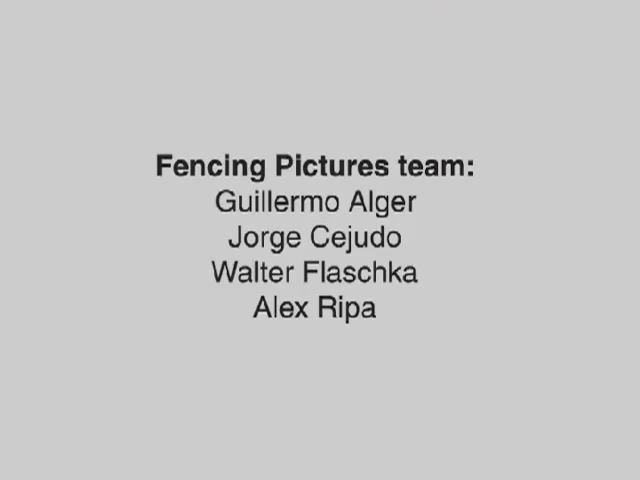 Fencing Pictures team:
Guillermo Alger
Jorge Cejudo
Walter Flaschka
Alex Ripa